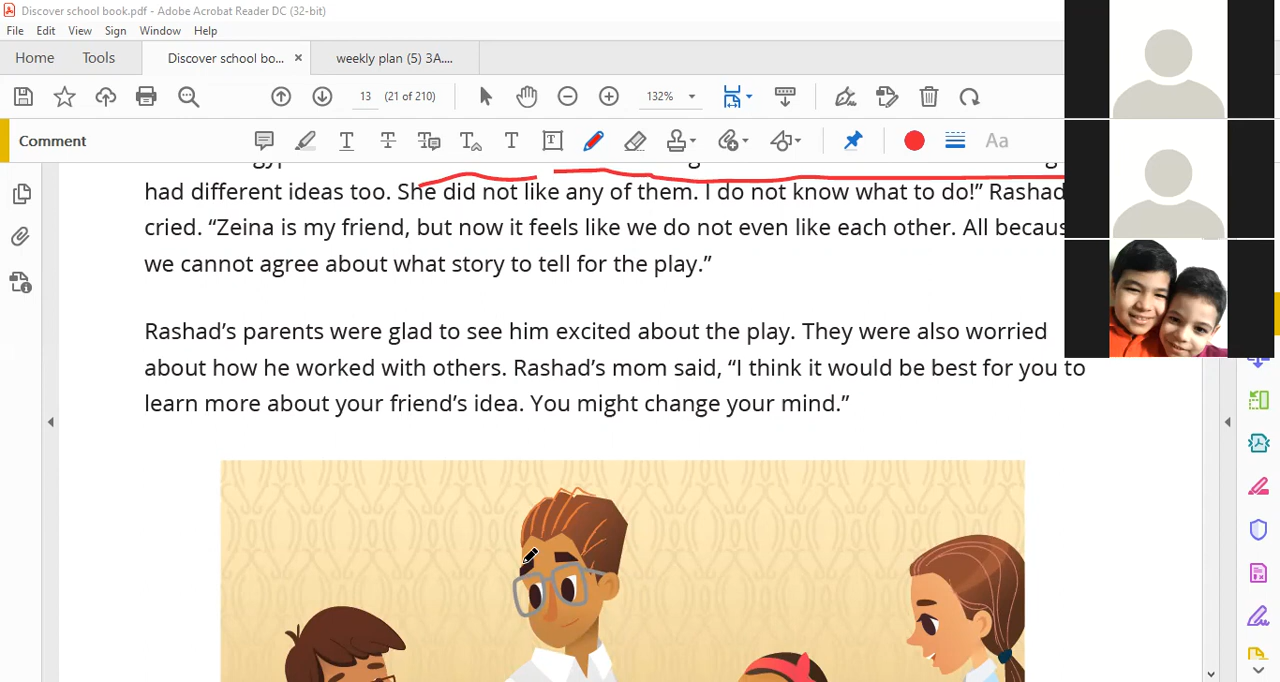 Discover school book.pdf - Adobe Acrobat Reader DC (32-bit)
File Edit View Sign Window Help
Home Tools Discover school bo... × weekly plan (5) 3A....
13 (21 of 210) 132%
Comment
Aa
had different ideas too. She did not like any of them. I do not know what to do!” Rashad
cried. “Zeina is my friend, but now it feels like we do not even like each other. All
we cannot agree about what story to tell for the play.”
Rashad’s parents were glad to see him excited about the play. They were also worried
about how he worked with others. Rashad’s mom said, “I think it would be best for you to
learn more about your friend’s idea. You might change your mind.”